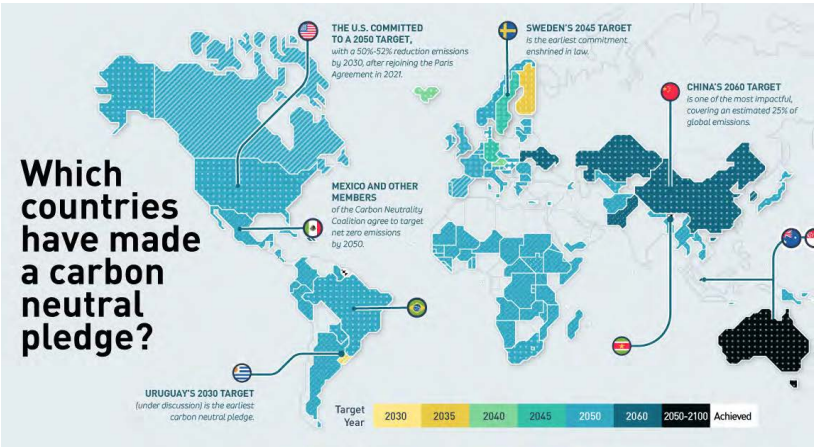 Which
countries
have made
a carbon
neutral
pledge?
THE U.S. COMMITTED
TO A 2050 TARGET,
with a 50%-52% reduction emissions
by 2030, after rejoining the Paris
Agreement in 2021.
SWEDEN'S 2045 TARGET
is the earliest commitment
enshrined in law.
CHINA'S 2060 TARGET
is one of the most impactful,
covering an estimated 25% of
global emissions.
MEXICO AND OTHER
MEMBERS
of the Carbon Neutrality
Coalition agree to target
net zero emissions
by 2050.
URUGUAY'S 2030 TARGET
(under discussion) is the earliest
carbon neutral pledge.
Target
Year
2030 2035 2040 2045 2050 2060 2050-2100 Achieved